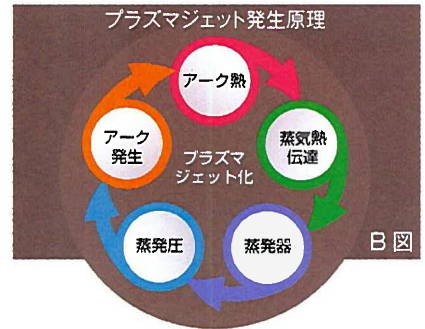 プラズマジェット発生原理
アーク熱
蒸気熱
伝達
蒸発器
蒸発圧
アーク
発生
プラズマ
ジェット化
B図